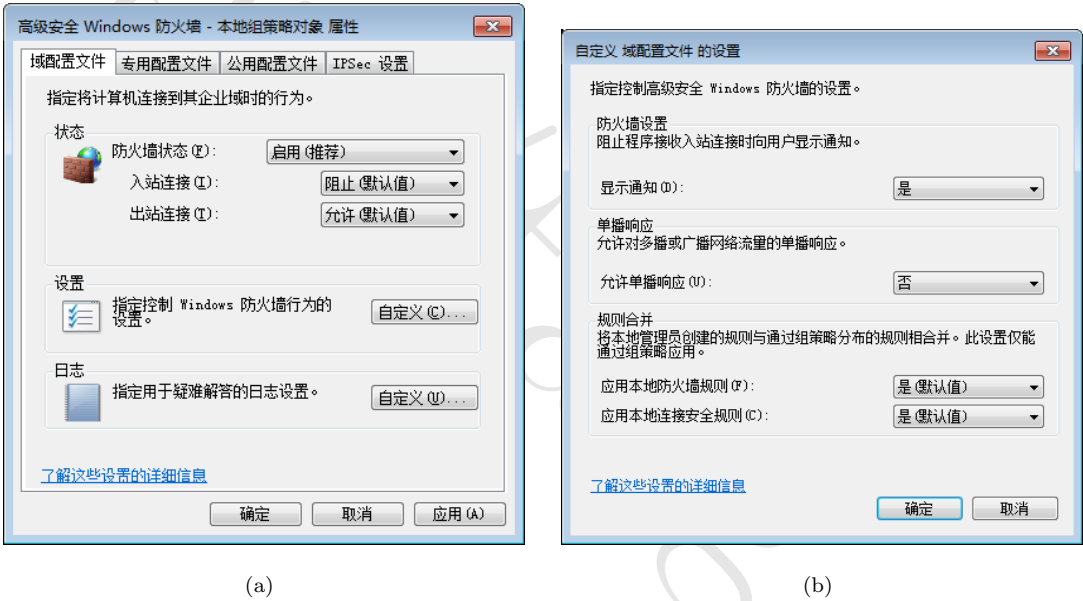 高级安全 Windows 防火墙 - 本地组策略对象 属性
域配置文件 专用配置文件 公用配置文件 IPSec 设置
指定将计算机连接到其企业域时的行为。
状态
防火墙状态(F): 启用(推荐)
入站连接(I): 阻止(默认值)
出站连接(T): 允许(默认值)
设置
指定控制 Windows 防火墙行为的
设置。
自定义(C)...
日志
指定用于疑难解答的日志设置。
自定义(U)...
了解这些设置的详细信息
确定 取消 应用(A)
(a)
自定义 域配置文件 的设置
指定控制高级安全 Windows 防火墙的设置。
防火墙设置
阻止程序接收入站连接时向用户显示通知。
显示通知(D): 是
单播响应
允许对多播或广播网络流量的单播响应。
允许单播响应(U): 否
规则合并
将本地管理员创建的规则与通过组策略分布的规则相合并。此设置仅能
通过组策略应用。
应用本地防火墙规则(F): 是(默认值)
应用本地连接安全规则(C): 是(默认值)
了解这些设置的详细信息
确定 取消
(b)